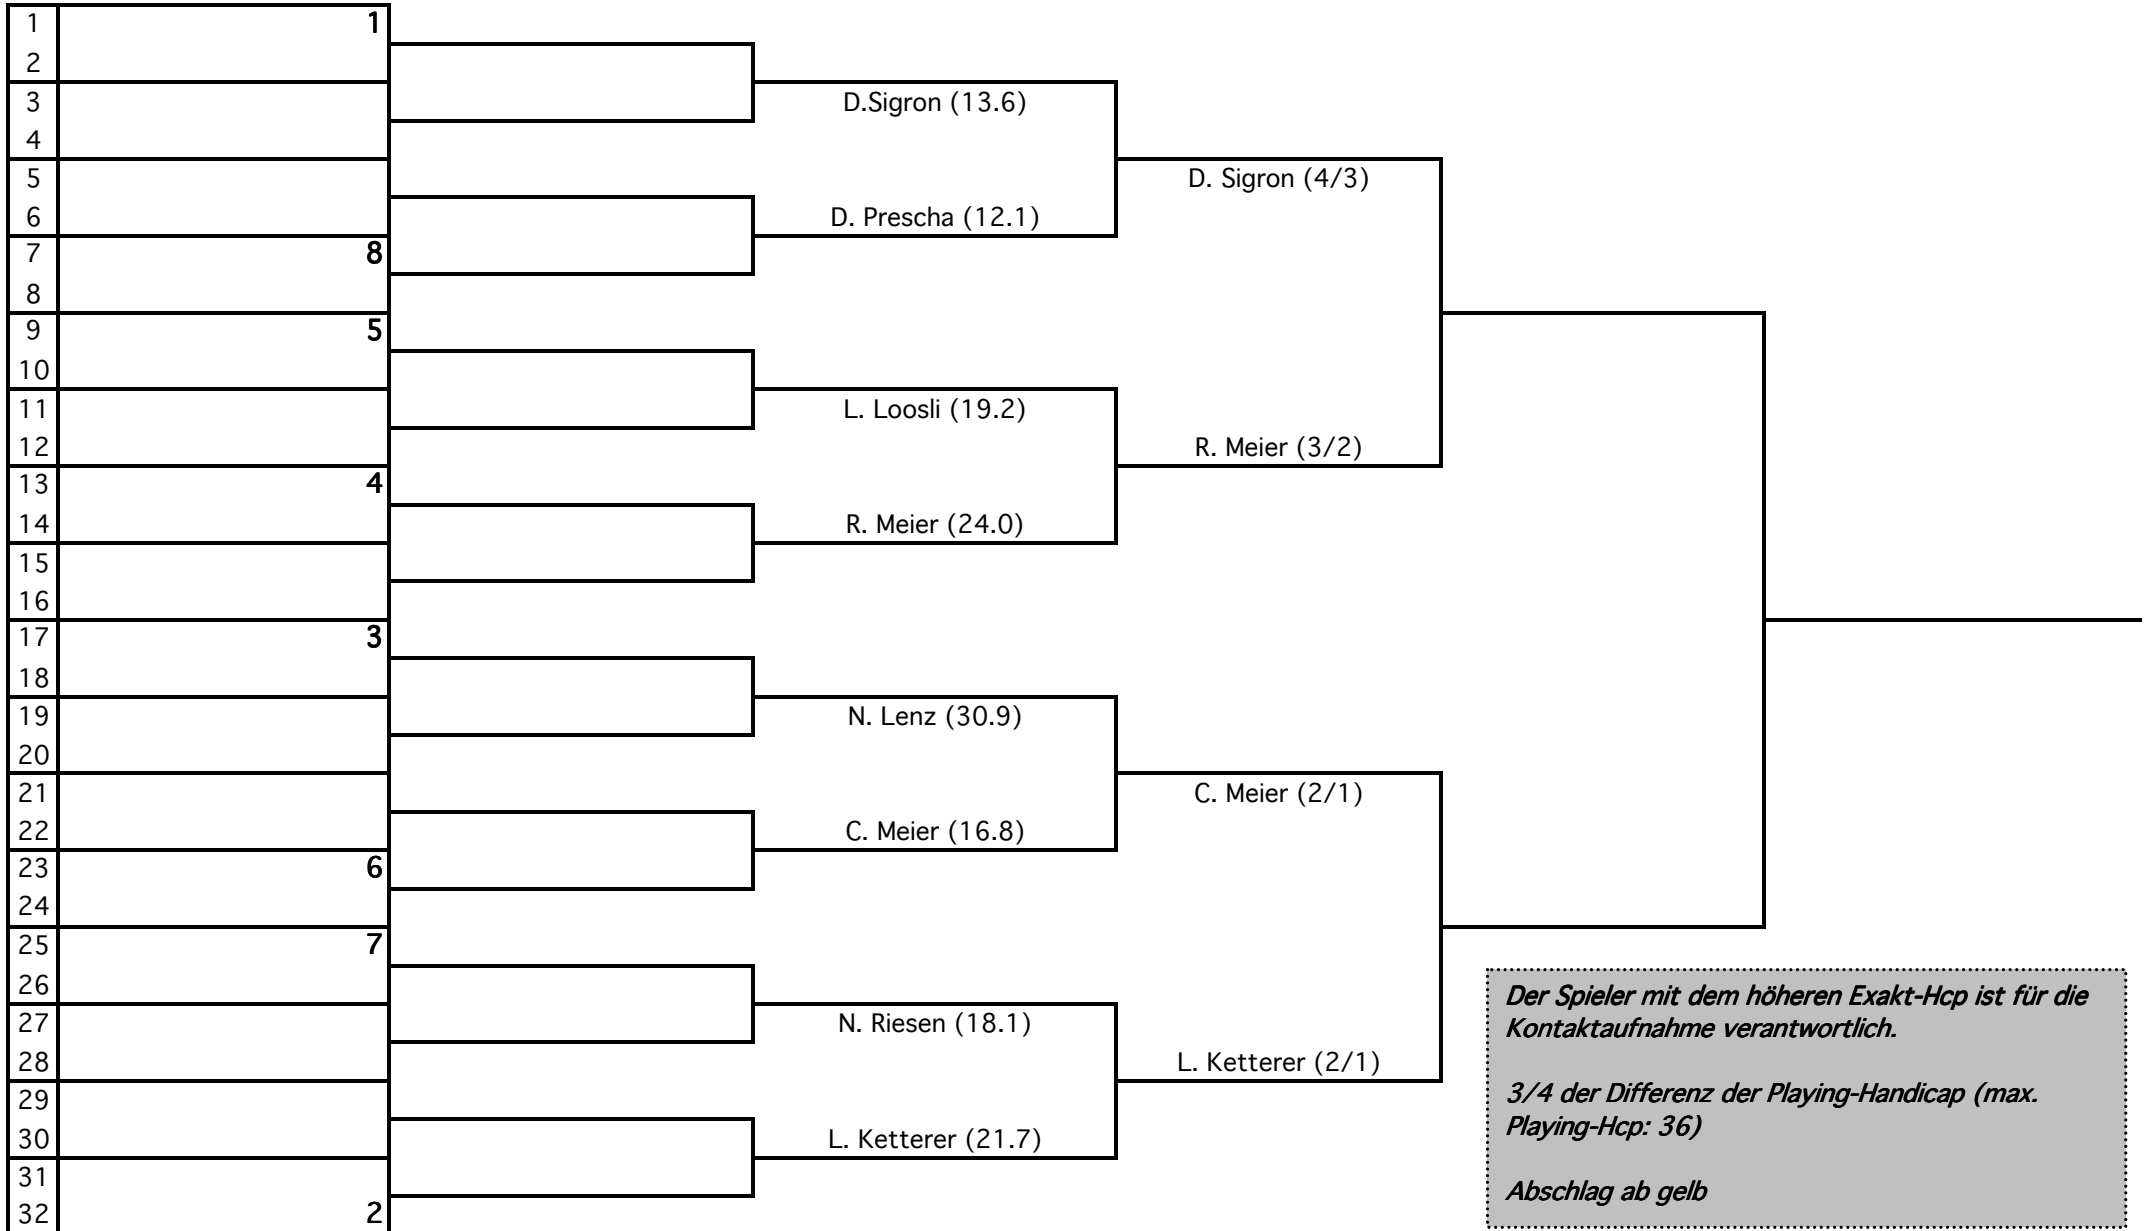 1 1
2
3 D.Sigron (13.6)
4
5 D. Sigron (4/3)
6 D. Prescha (12.1)
7 8
8
9 5
10
11 L. Loosli (19.2)
12 R. Meier (3/2)
13 4
14 R. Meier (24.0)
15
16
17 3
18
19 N. Lenz (30.9)
20
21 C. Meier (2/1)
22 C. Meier (16.8)
23 6
24
25 7
26
27 N. Riesen (18.1)
28 L. Ketterer (2/1)
29
30 L. Ketterer (21.7)
31
32 2
Der Spieler mit dem höheren Exakt-Hcp ist für die
Kontaktaufnahme verantwortlich.
3/4 der Differenz der Playing-Handicap (max.
Playing-Hcp: 36)
Abschlag ab gelb